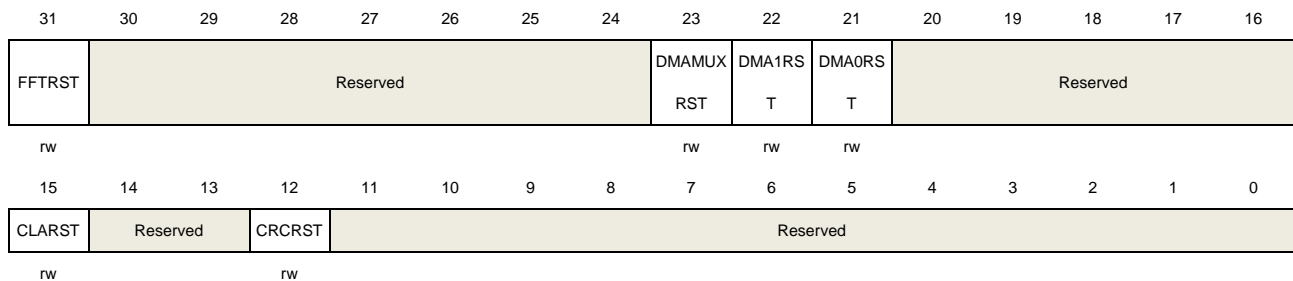 31 30 29 28 27 26 25 24 23 22 21 20 19 18 17 16
FFTRST Reserved DMAMUX RST DMA1RS T DMA0RS T Reserved
rw rw rw rw
15 14 13 12 11 10 9 8 7 6 5 4 3 2 1 0
CLARST Reserved CRCRST Reserved
rw rw